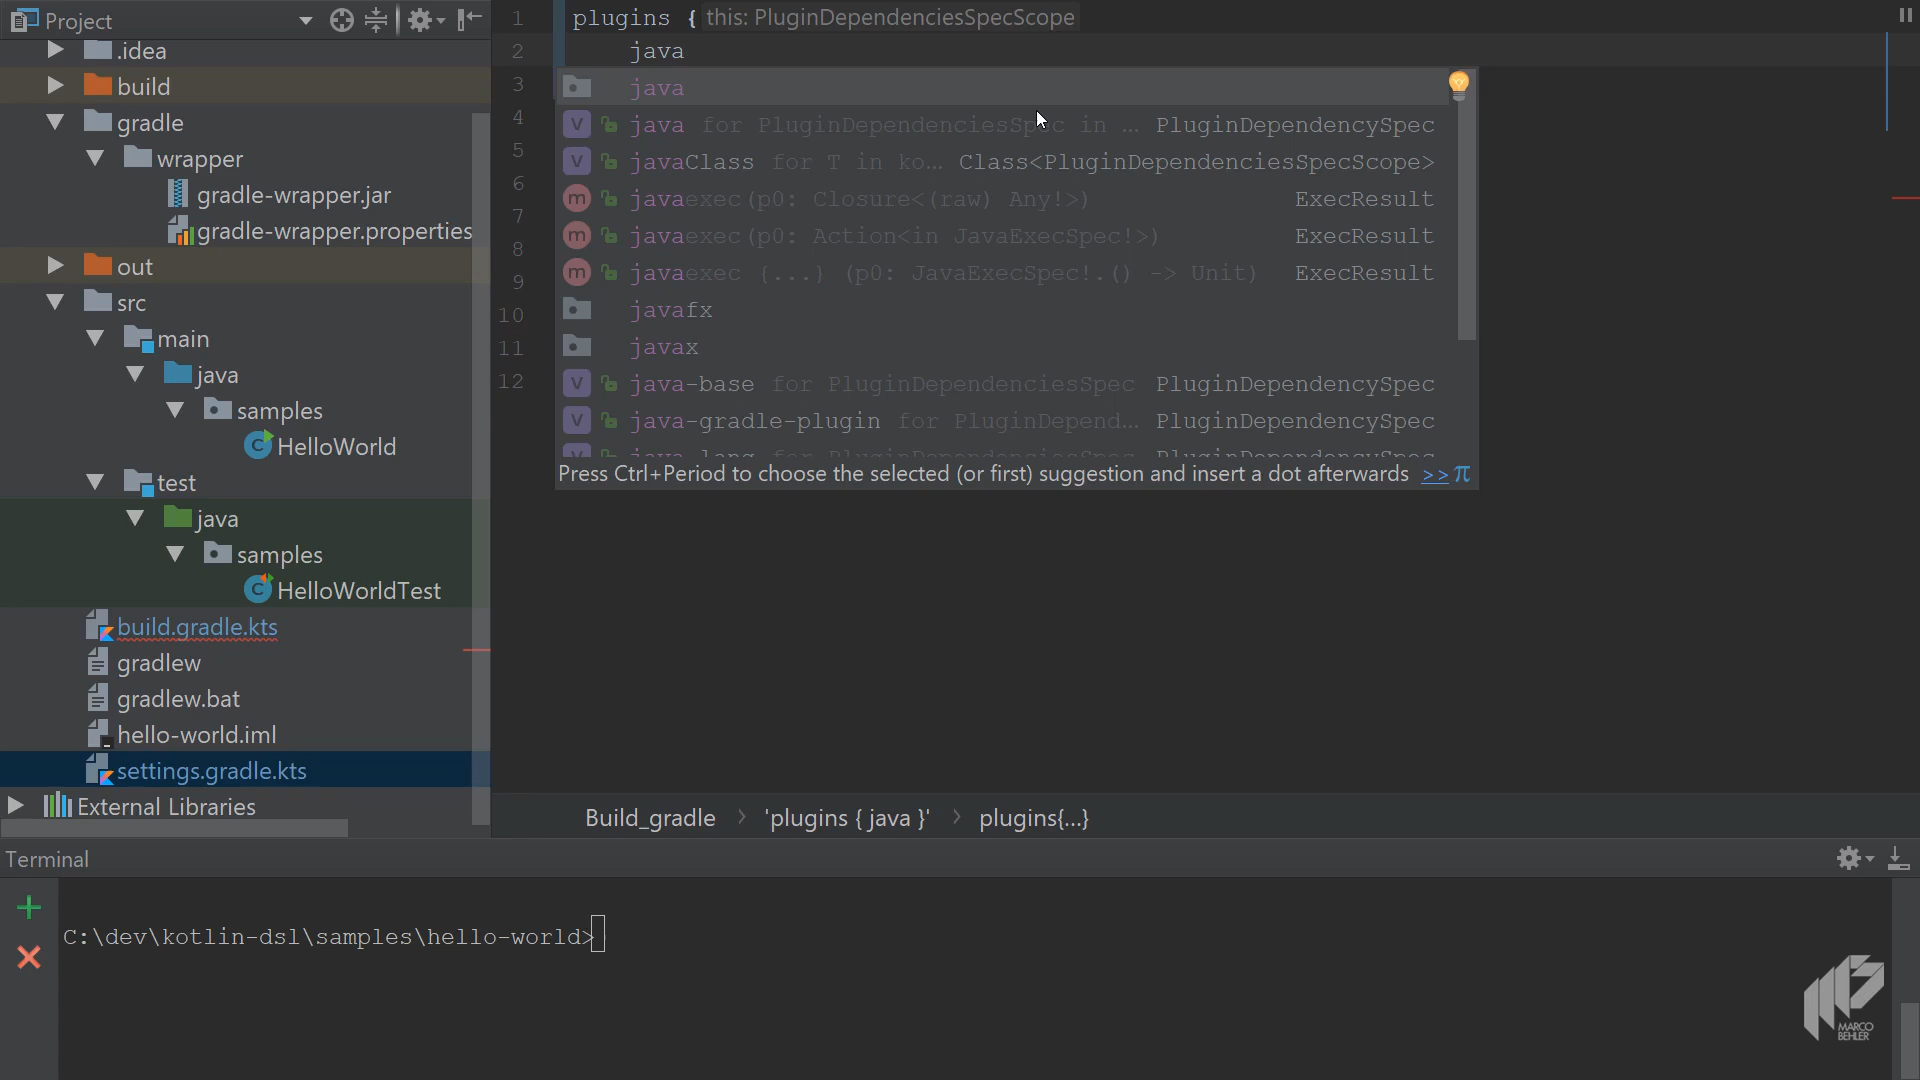 Project
.idea
build
gradle
wrapper
gradle-wrapper.jar
gradle-wrapper.properties
out
src
main
java
samples
HelloWorld
test
java
samples
HelloWorldTest
build.gradle.kts
gradlew
gradlew.bat
hello-world.iml
settings.gradle.kts
External Libraries
1 plugins { this: PluginDependenciesSpecScope
2 java
3
4
5
6
7
8
9
10
11
12
java
java for PluginDependenciesSpec in ... PluginDependencySpec
javaClass for T in ko... Class<PluginDependenciesSpecScope>
javaexec(p0: Closure<(raw) Any!>) ExecResult
javaexec(p0: Action<in JavaExecSpec!>) ExecResult
javaexec {...} (p0: JavaExecSpec!.() -> Unit) ExecResult
javafx
javax
java-base for PluginDependenciesSpec PluginDependencySpec
java-gradle-plugin for PluginDepend... PluginDependencySpec
java-lang for PluginDependenciesSpec PluginDependencySpec
Press Ctrl+Period to choose the selected (or first) suggestion and insert a dot afterwards >> π
Build_gradle > 'plugins { java }' > plugins{...}
Terminal
C:\dev\kotlin-dsl\samples\hello-world>
MARCO
BEHLER